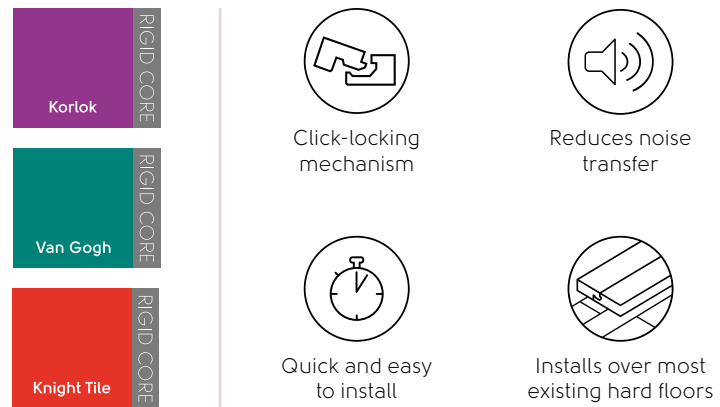 Korlok
RIGID CORE
Van Gogh
RIGID CORE
Knight Tile
RIGID CORE
Click-locking
mechanism
Reduces noise
transfer
Quick and easy
to install
Installs over most
existing hard floors